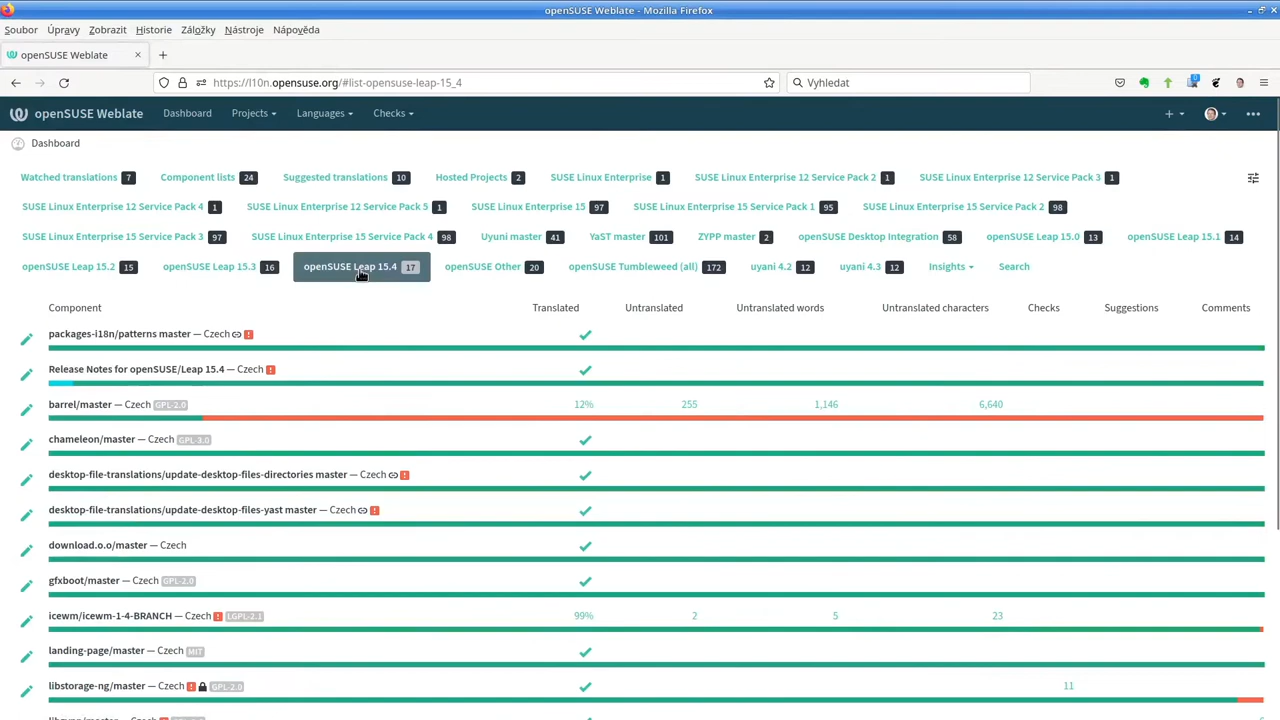 openSUSE Weblate - Mozilla Firefox
Soubor Úpravy Zobrazit Historie Záložky Nástroje Nápověda
openSUSE Weblate
https://l10n.opensuse.org/#list-opensuse-leap-15_4 Vyhledat
openSUSE Weblate Dashboard Projects Languages Checks
Dashboard
Watched translations 7 Component lists 24 Suggested translations 10 Hosted Projects 2 SUSE Linux Enterprise 1 SUSE Linux Enterprise 12 Service Pack 2 1 SUSE Linux Enterprise 12 Service Pack 3 1
SUSE Linux Enterprise 12 Service Pack 4 1 SUSE Linux Enterprise 12 Service Pack 5 1 SUSE Linux Enterprise 15 97 SUSE Linux Enterprise 15 Service Pack 1 95 SUSE Linux Enterprise 15 Service Pack 2 98
SUSE Linux Enterprise 15 Service Pack 3 97 SUSE Linux Enterprise 15 Service Pack 4 98 Uyuni master 41 YaST master 101 ZYPP master 2 openSUSE Desktop Integration 58 openSUSE Leap 15.0 13 openSUSE Leap 15.1 14
openSUSE Leap 15.2 15 openSUSE Leap 15.3 16 openSUSE Leap 15.4 17 openSUSE Other 20 openSUSE Tumbleweed (all) 172 uyani 4.2 12 uyani 4.3 12 Insights Search
Component Translated Untranslated Untranslated words Untranslated characters Checks Suggestions Comments
packages-i18n/patterns master — Czech
Release Notes for openSUSE/Leap 15.4 — Czech
barrel/master — Czech GPL-2.0 12% 255 1,146 6,640
chameleon/master — Czech GPL-3.0
desktop-file-translations/update-desktop-files-directories master — Czech
desktop-file-translations/update-desktop-files-yast master — Czech
download.o.o/master — Czech
gfxboot/master — Czech GPL-2.0
icewm/icewm-1-4-BRANCH — Czech LGPL-2.1 99% 2 5 23
landing-page/master — Czech MIT
libstorage-ng/master — Czech GPL-2.0 11